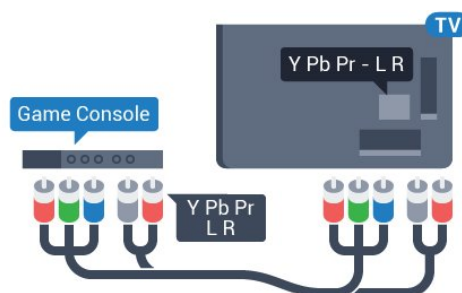 TV
Y Pb Pr - L R
Game Console
Y Pb Pr
L R